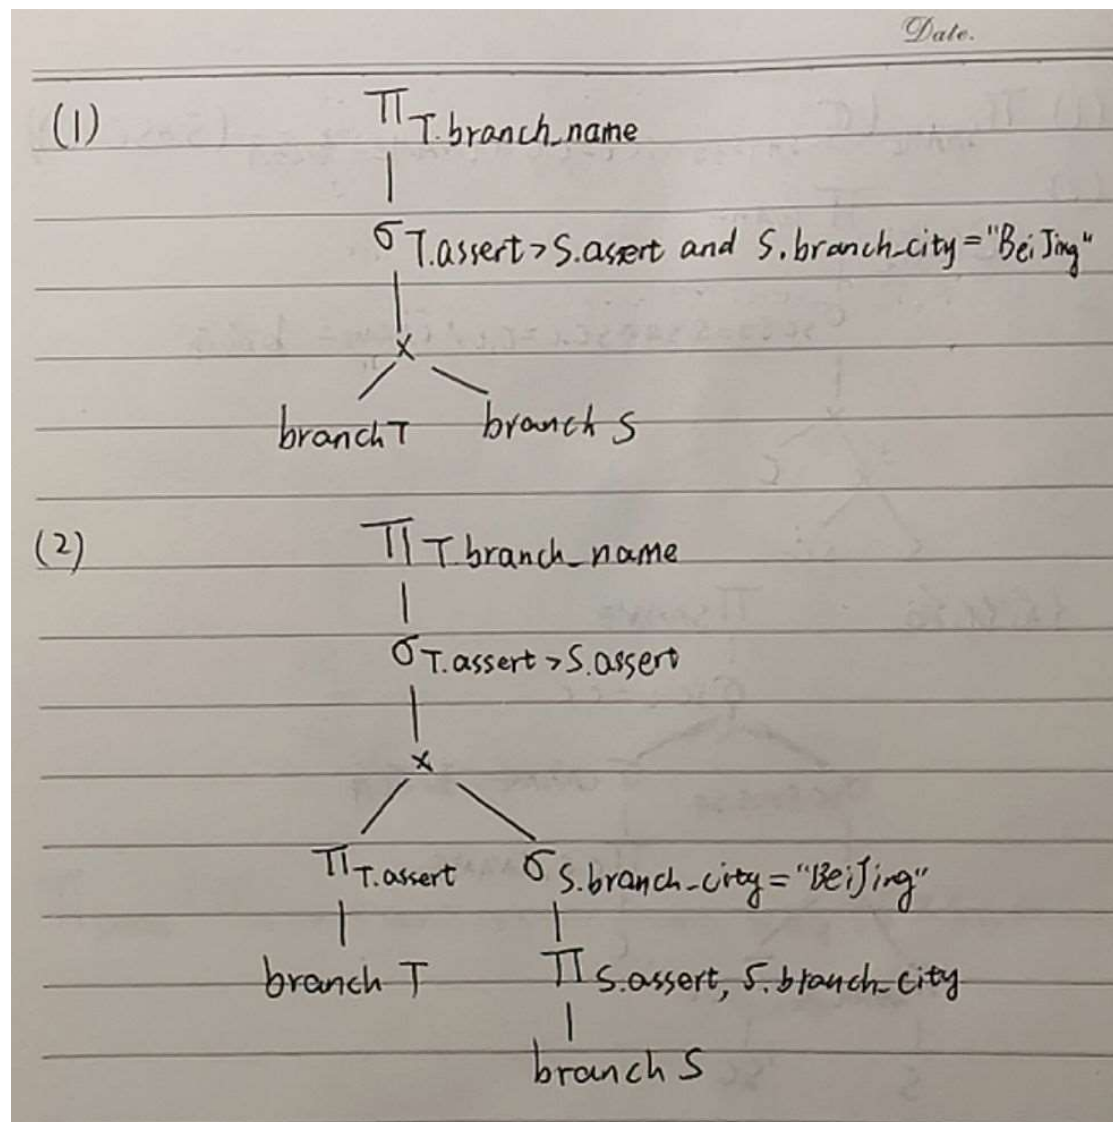 Date.
(1) Π T.branch_name
σ T.assert > S.assert and S.branch_city = "BeiJing"
×
branch T branch S
(2) Π T.branch_name
σ T.assert > S.assert
×
Π T.assert σ S.branch_city = "BeiJing"
branch T Π S.assert, S.branch_city
branch S